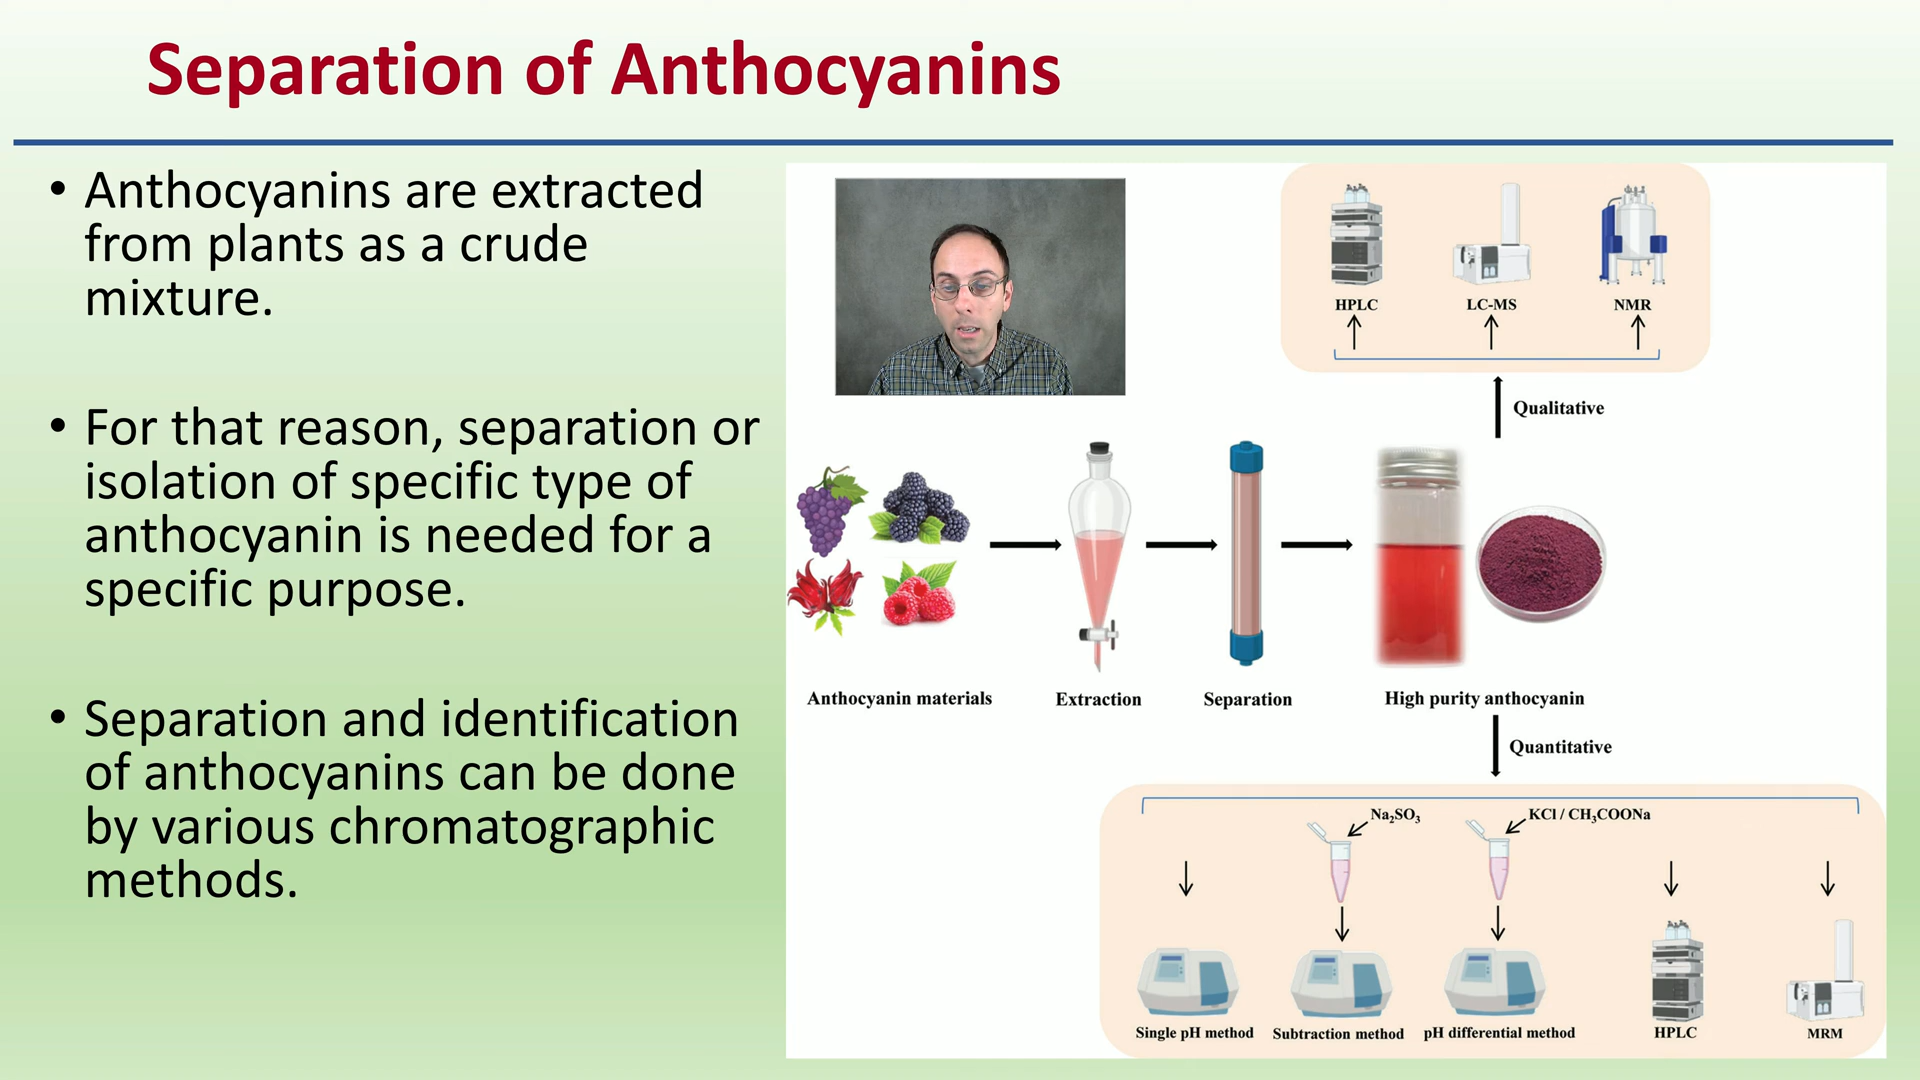 Separation of Anthocyanins
• Anthocyanins are extracted
from plants as a crude
mixture.
• For that reason, separation or
isolation of specific type of
anthocyanin is needed for a
specific purpose.
• Separation and identification
of anthocyanins can be done
by various chromatographic
methods.
HPLC
LC-MS
NMR
Qualitative
Anthocyanin materials
Extraction
Separation
High purity anthocyanin
Quantitative
Na₂SO₃
KCl / CH₃COONa
Single pH method
Subtraction method
pH differential method
HPLC
MRM